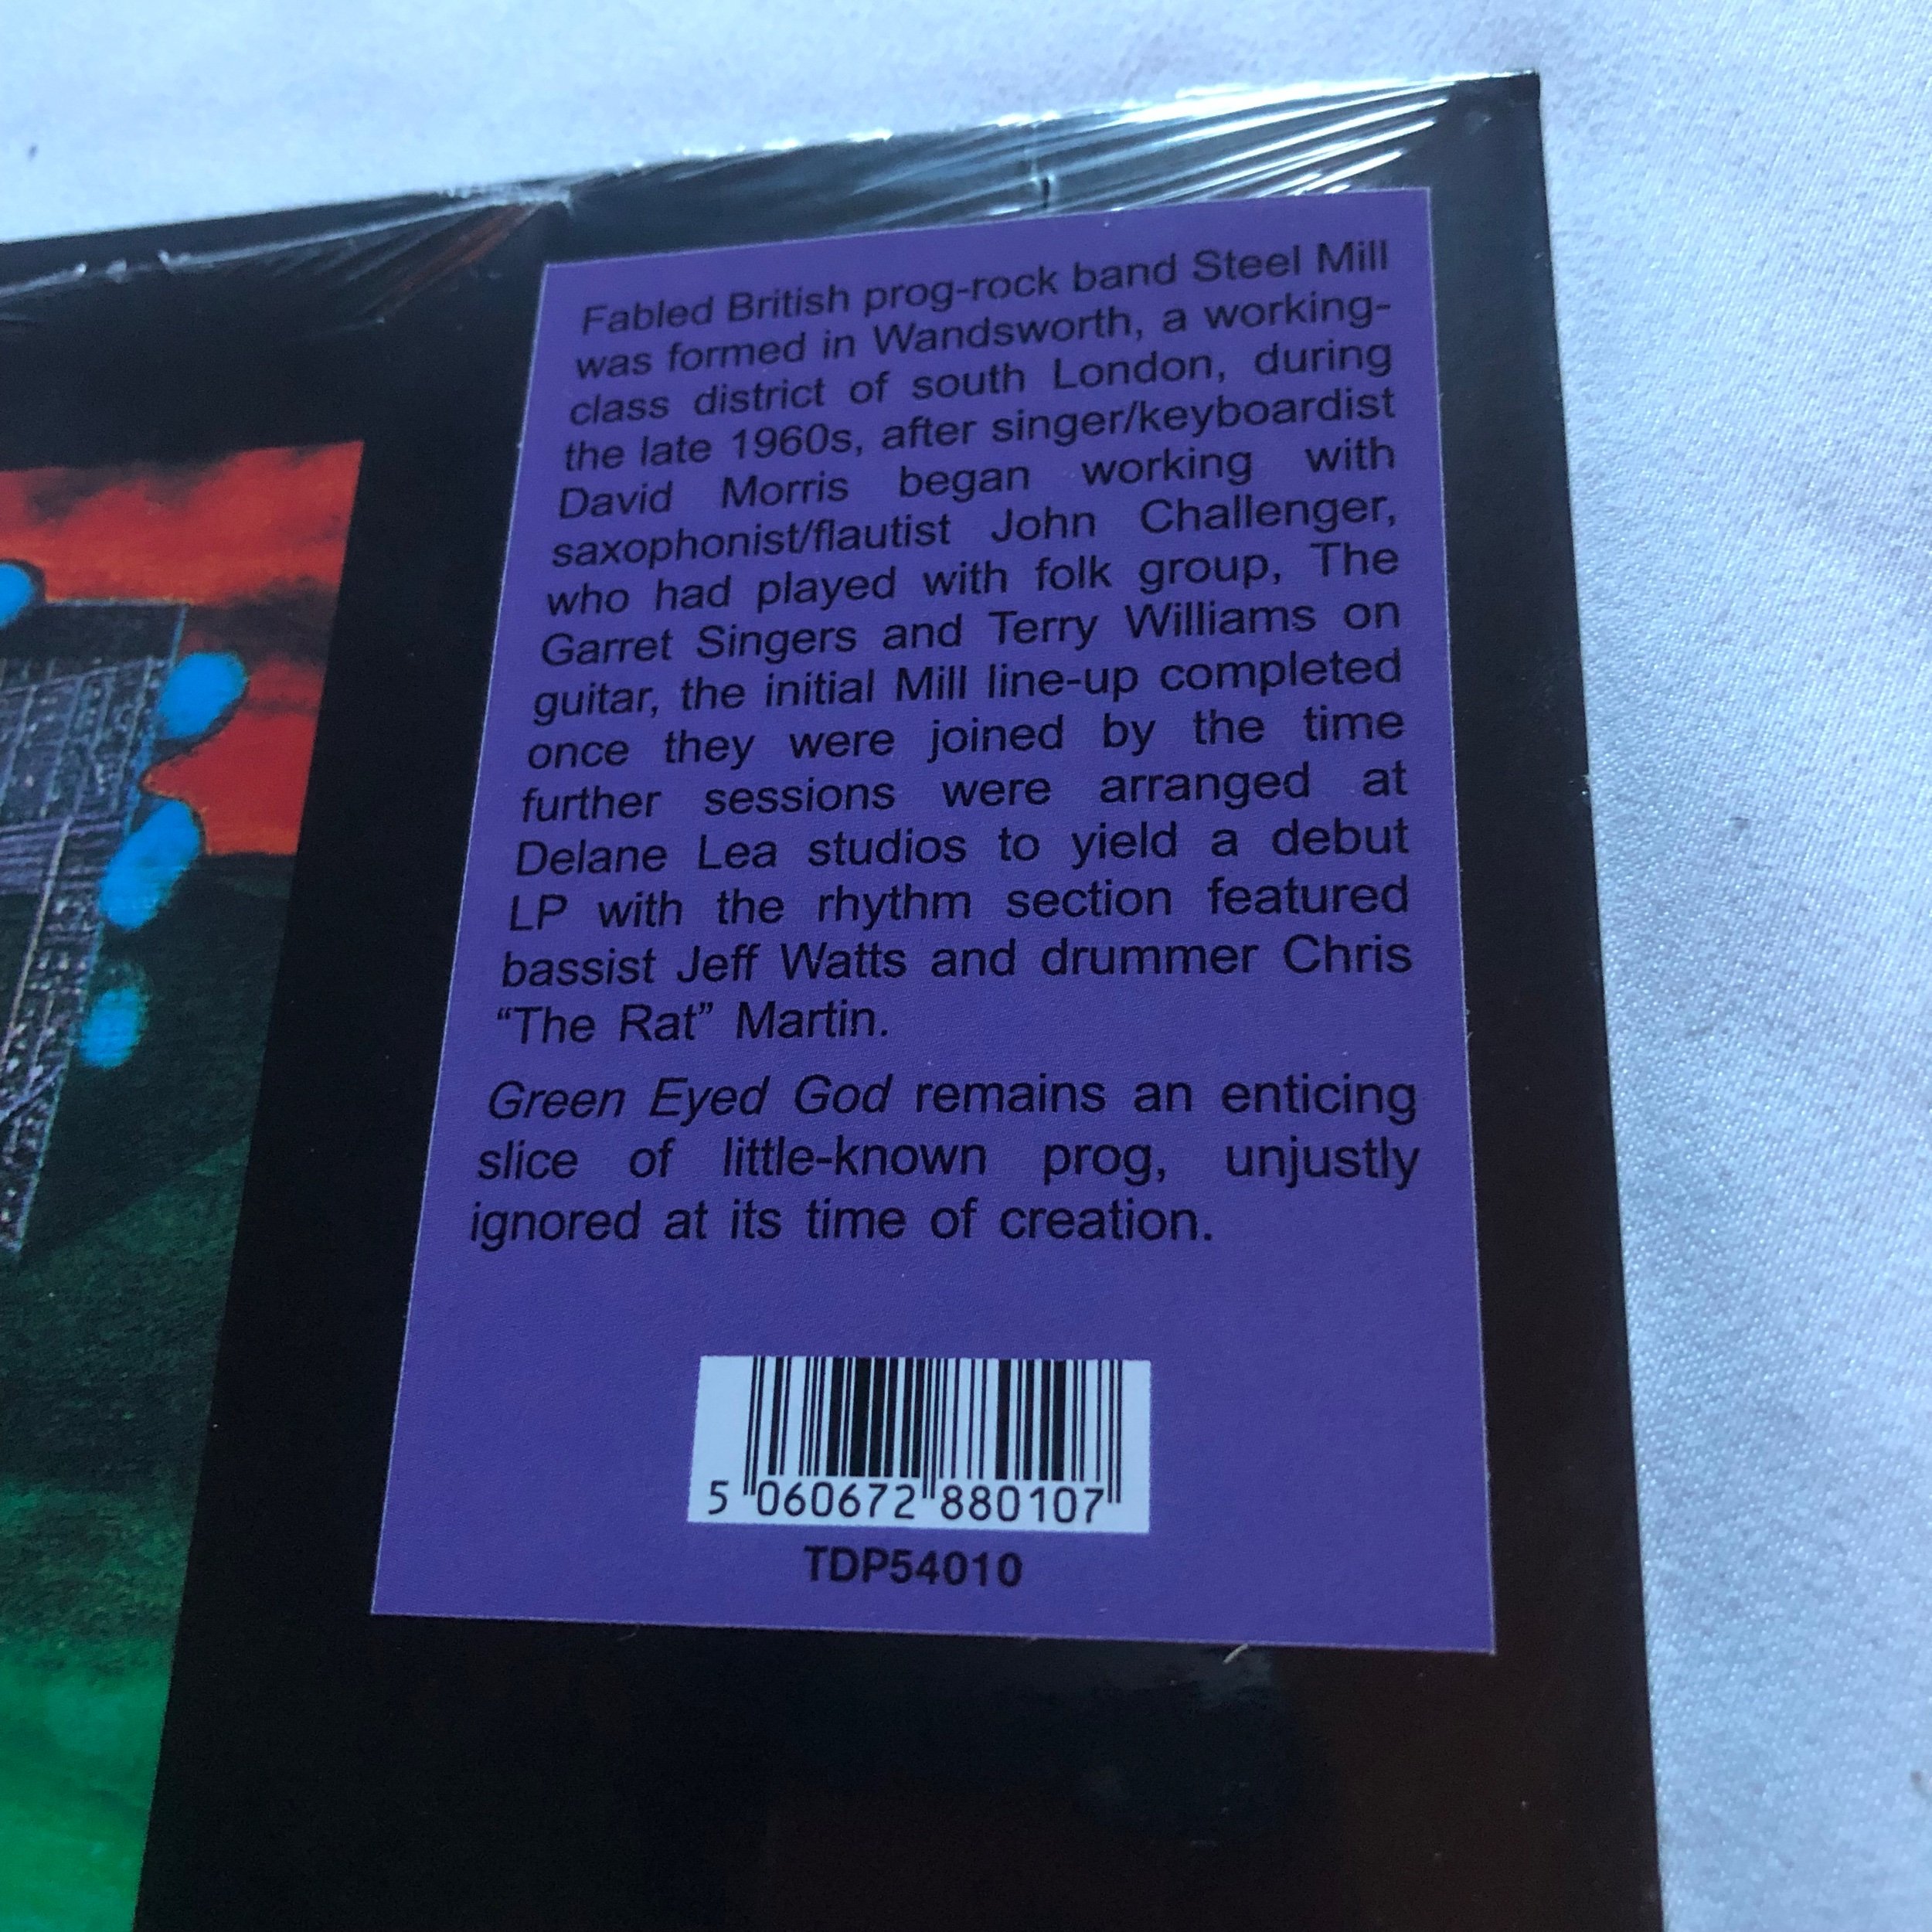 Fabled British prog-rock band Steel Mill
was formed in Wandsworth, a working-
class district of south London, during
the late 1960s, after singer/keyboardist
David Morris began working with
saxophonist/flautist John Challenger,
who had played with folk group, The
Garret Singers and Terry Williams on
guitar, the initial Mill line-up completed
once they were joined by the time
further sessions were arranged at
Delane Lea studios to yield a debut
LP with the rhythm section featured
bassist Jeff Watts and drummer Chris
“The Rat” Martin.
Green Eyed God remains an enticing
slice of little-known prog, unjustly
ignored at its time of creation.
5 060672 880107
TDP54010